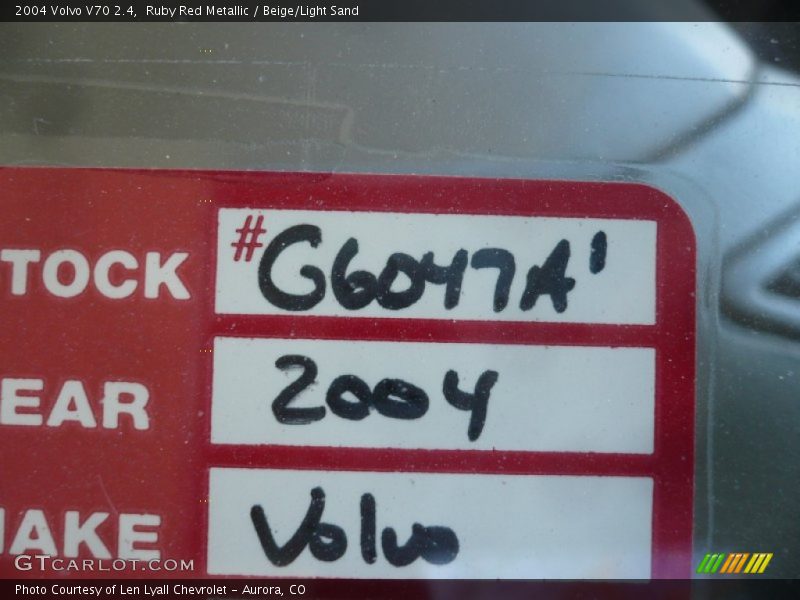 2004 Volvo V70 2.4, Ruby Red Metallic / Beige/Light Sand
TOCK # G6047A'
EAR 2004
AKE Volvo
GTCARLOT.COM
Photo Courtesy of Len Lyall Chevrolet – Aurora, CO